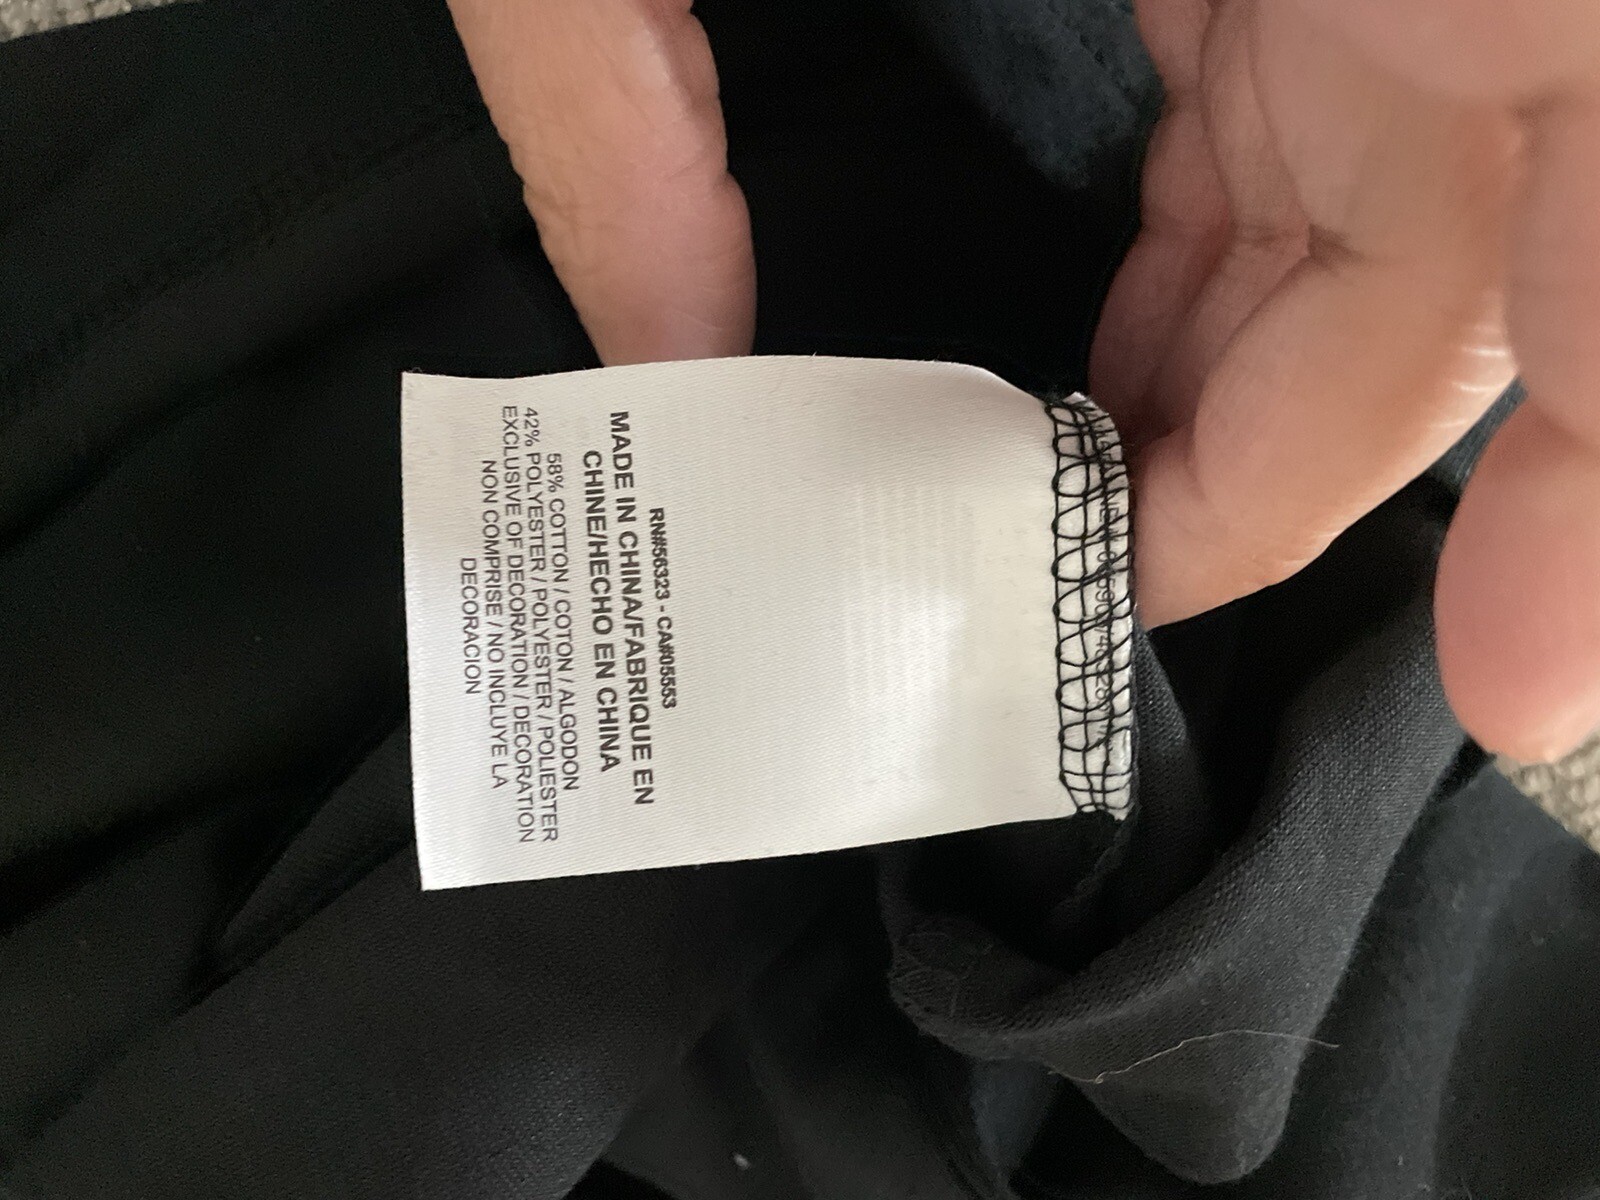 RN#56323 - CA#05553
MADE IN CHINA/FABRIQUE EN
CHINE/HECHO EN CHINA
58% COTTON / COTON / ALGODON
42% POLYESTER / POLYESTER / POLIESTER
EXCLUSIVE OF DECORATION / DECORATION
NON COMPRISE / NO INCLUYE LA
DECORACION